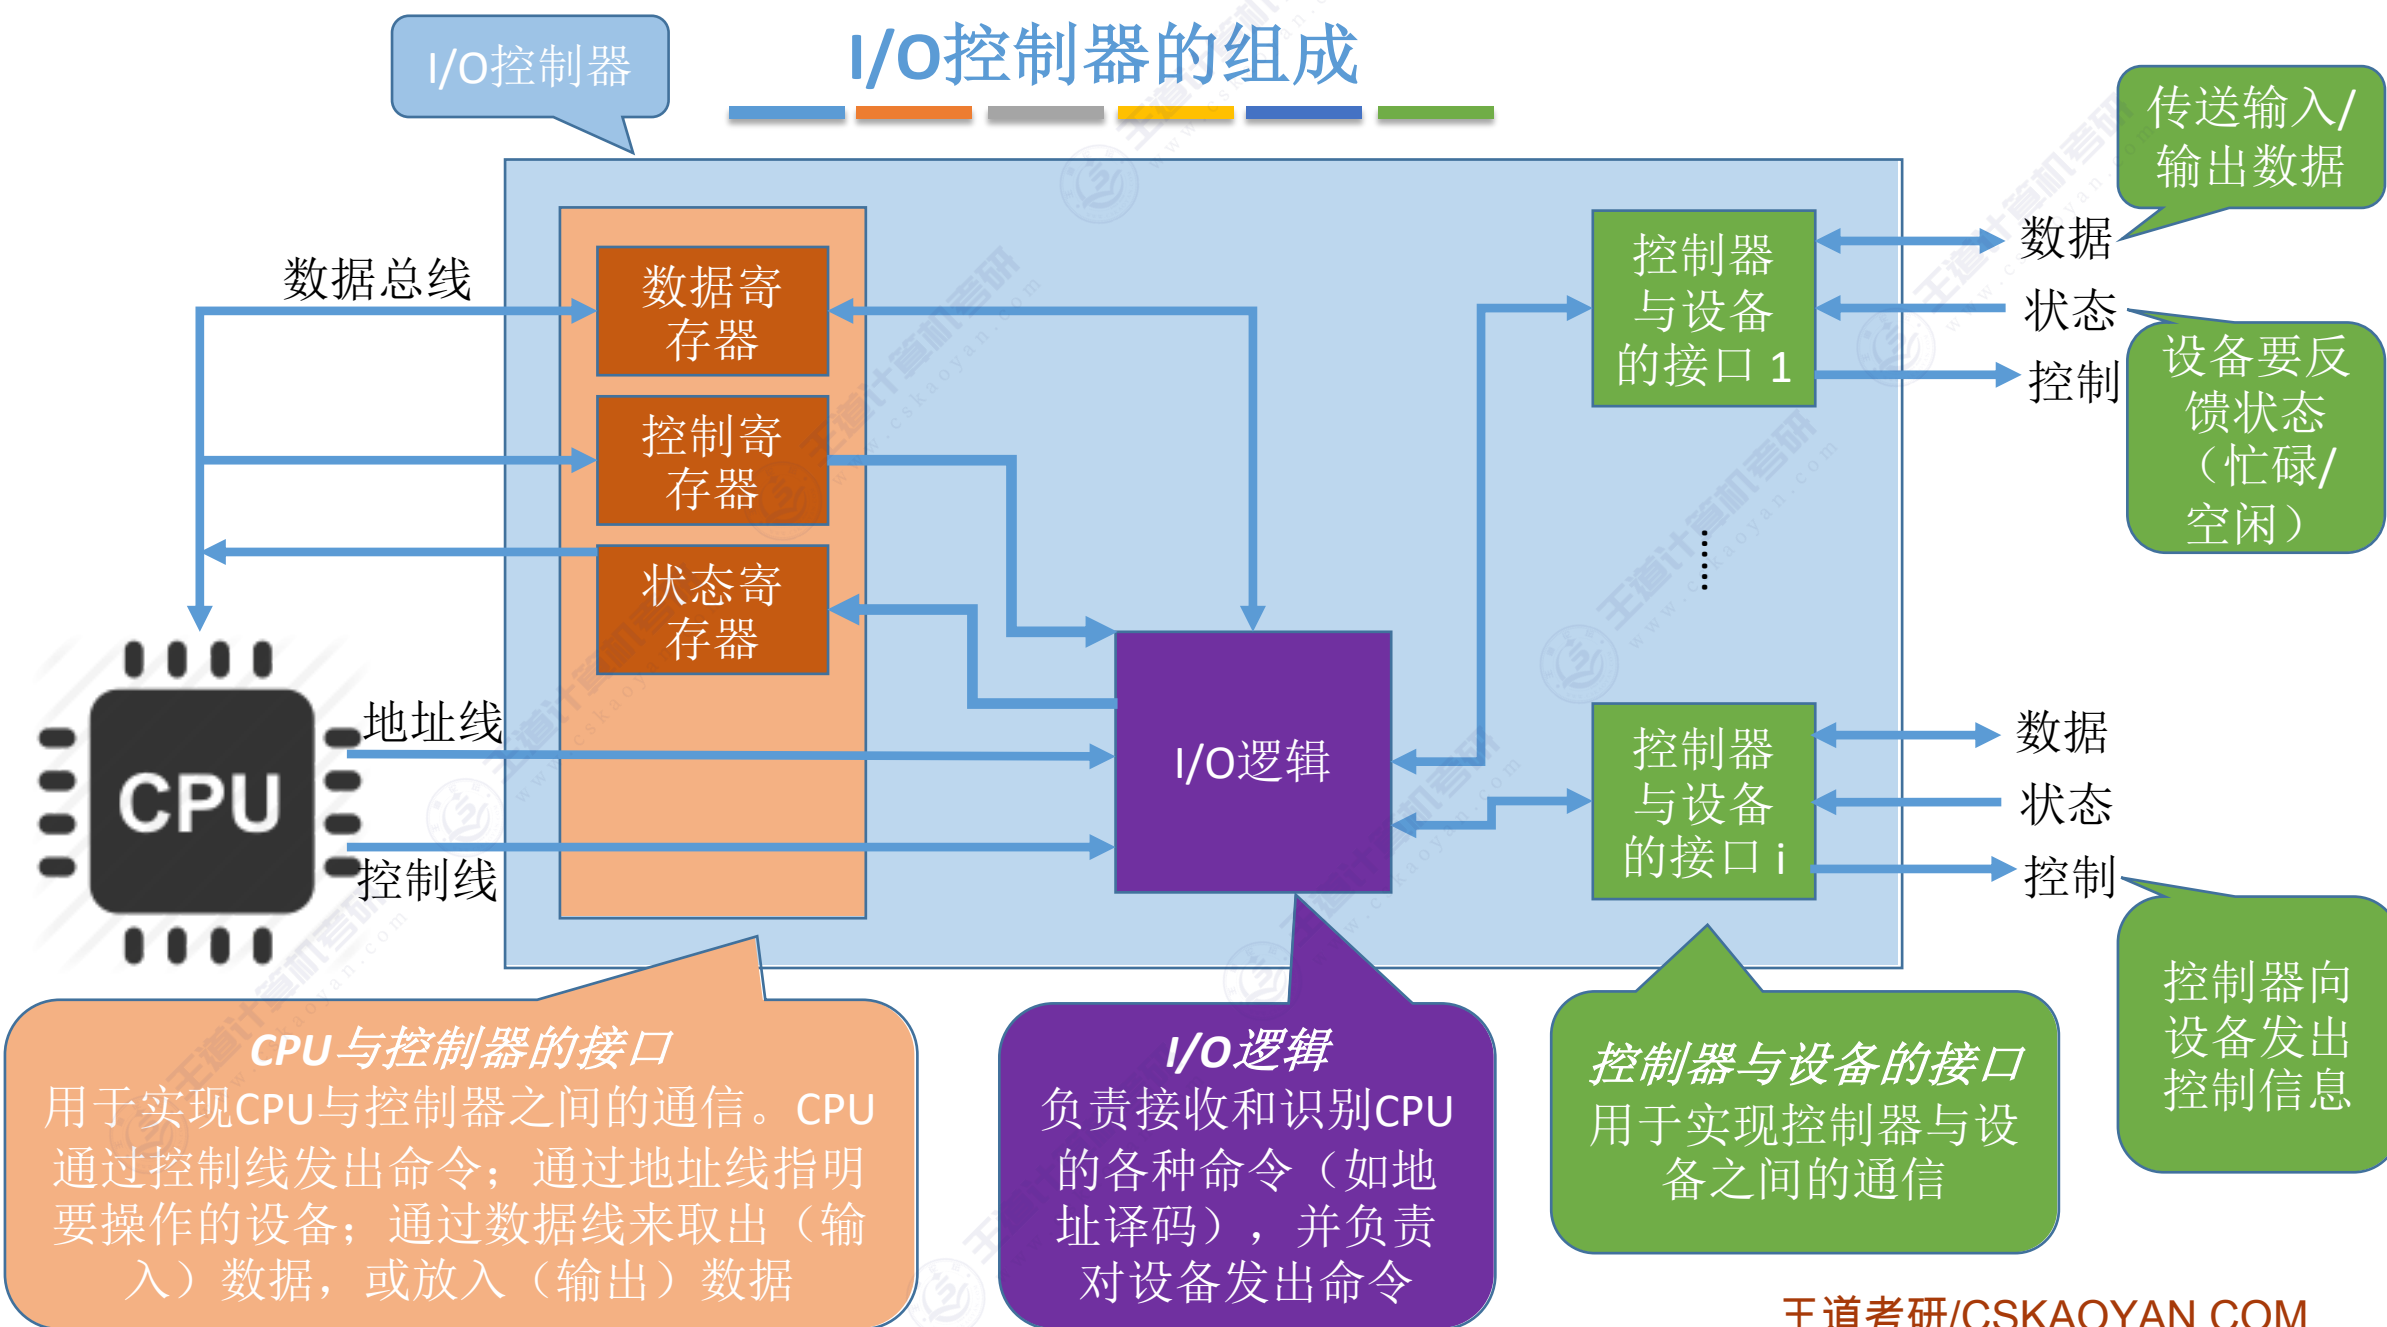 I/O控制器的组成
I/O控制器
传送输入/
输出数据
数据
状态
控制
设备要反
馈状态
（忙碌/
空闲）
数据总线
数据寄
存器
控制寄
存器
状态寄
存器
控制器
与设备
的接口 1
……
地址线
CPU
控制线
I/O逻辑
控制器
与设备
的接口 i
数据
状态
控制
控制器向
设备发出
控制信息
CPU与控制器的接口
用于实现CPU与控制器之间的通信。CPU
通过控制线发出命令；通过地址线指明
要操作的设备；通过数据线来取出（输
入）数据，或放入（输出）数据
I/O逻辑
负责接收和识别CPU
的各种命令（如地
址译码），并负责
对设备发出命令
控制器与设备的接口
用于实现控制器与设
备之间的通信
王道考研/CSKAOYAN.COM
王道计算机考研
www.cskaoyan.com